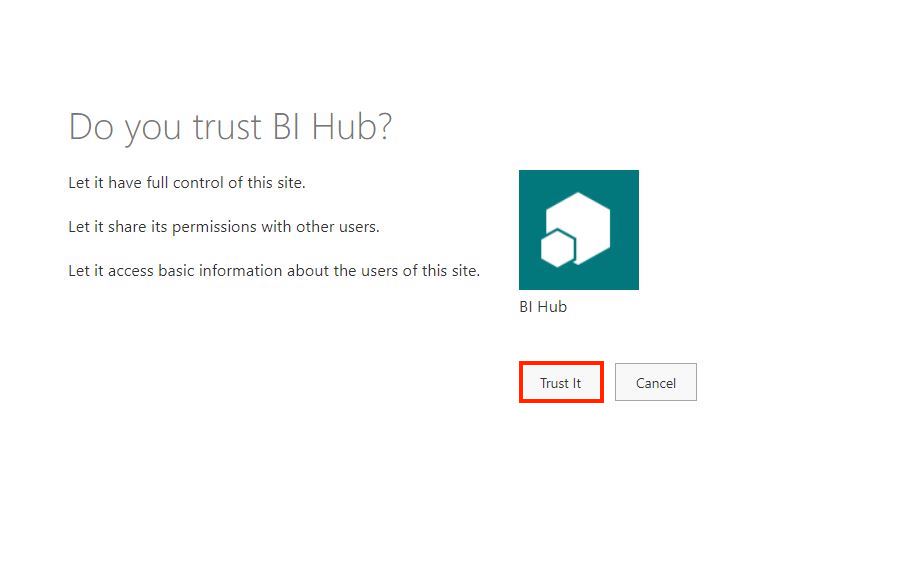 Do you trust BI Hub?
Let it have full control of this site.
Let it share its permissions with other users.
Let it access basic information about the users of this site.
BI Hub
Trust It
Cancel